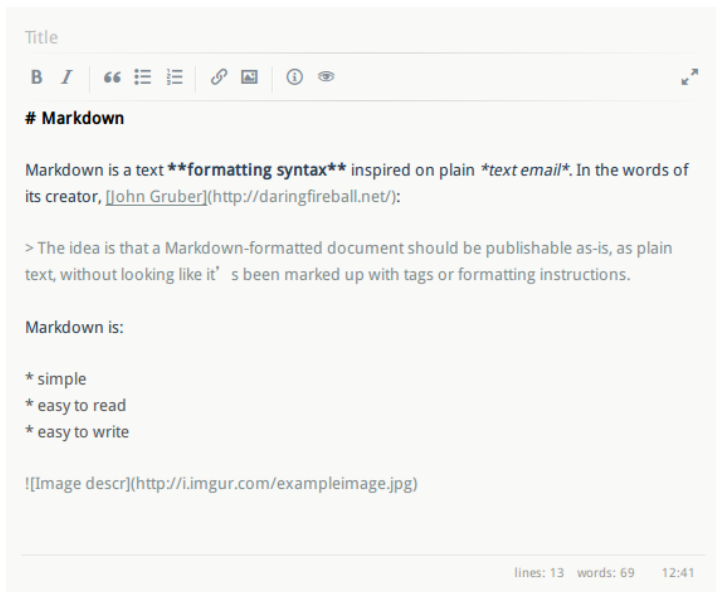 Title
# Markdown
Markdown is a text **formatting syntax** inspired on plain *text email*. In the words of
its creator, [John Gruber](http://daringfireball.net/):
> The idea is that a Markdown-formatted document should be publishable as-is, as plain
text, without looking like it’s been marked up with tags or formatting instructions.
Markdown is:
* simple
* easy to read
* easy to write
![Image descr](http://i.imgur.com/exampleimage.jpg)
lines: 13 words: 69 12:41